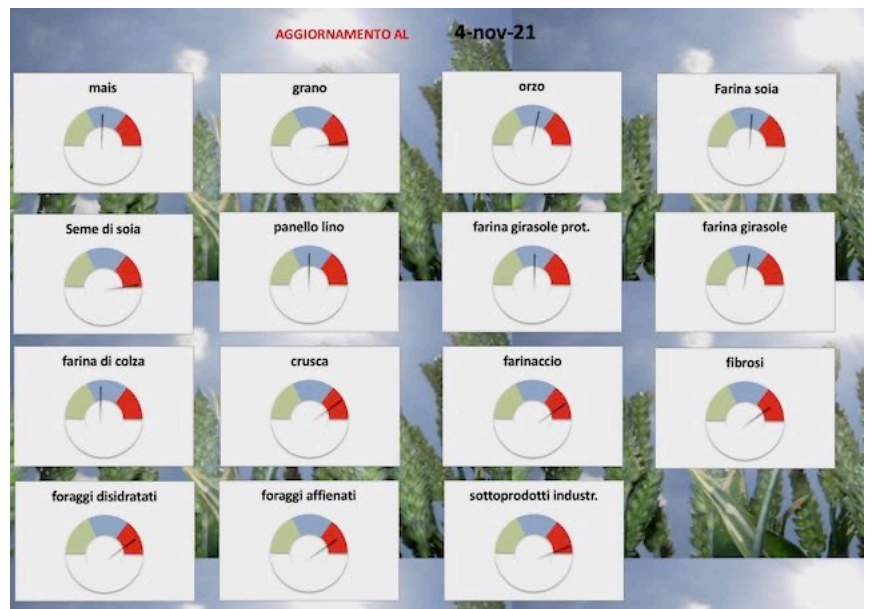 AGGIORNAMENTO AL 4-nov-21
mais
grano
orzo
Farina soia
Seme di soia
panello lino
farina girasole prot.
farina girasole
farina di colza
crusca
farinaccio
fibrosi
foraggi disidratati
foraggi affienati
sottoprodotti industr.